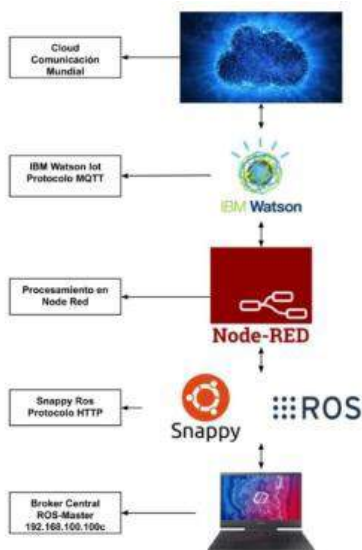 Cloud
Comunicación
Mundial
IBM Watson Iot
Protocolo MQTT
IBM Watson
Procesamiento en
Node Red
Node-RED
Snappy Ros
Protocolo HTTP
Snappy
ROS
Broker Central
ROS-Master
192.168.100.100c